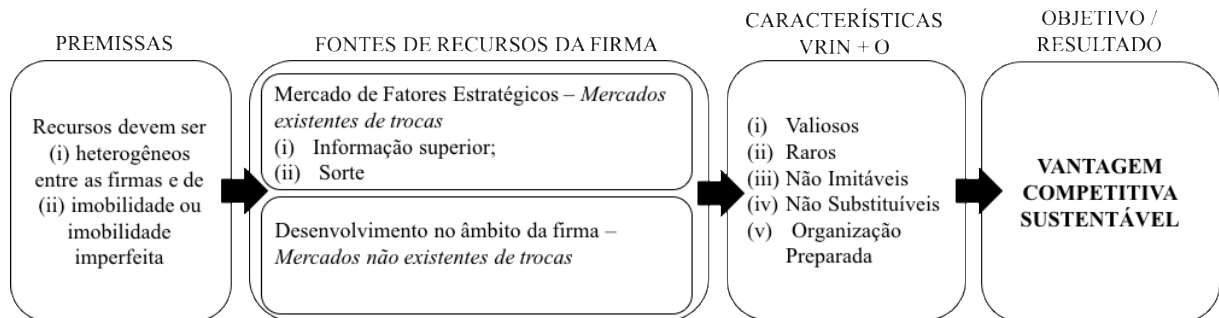 PREMISSAS
Recursos devem ser
(i) heterogêneos
entre as firmas e de
(ii) imobilidade ou
imobilidade
imperfeita
FONTES DE RECURSOS DA FIRMA
Mercado de Fatores Estratégicos – Mercados
existentes de trocas
(i) Informação superior;
(ii) Sorte
Desenvolvimento no âmbito da firma –
Mercados não existentes de trocas
CARACTERÍSTICAS
VRIN + O
(i) Valiosos
(ii) Raros
(iii) Não Imitáveis
(iv) Não Substituíveis
(v) Organização
Preparada
OBJETIVO /
RESULTADO
VANTAGEM
COMPETITIVA
SUSTENTÁVEL